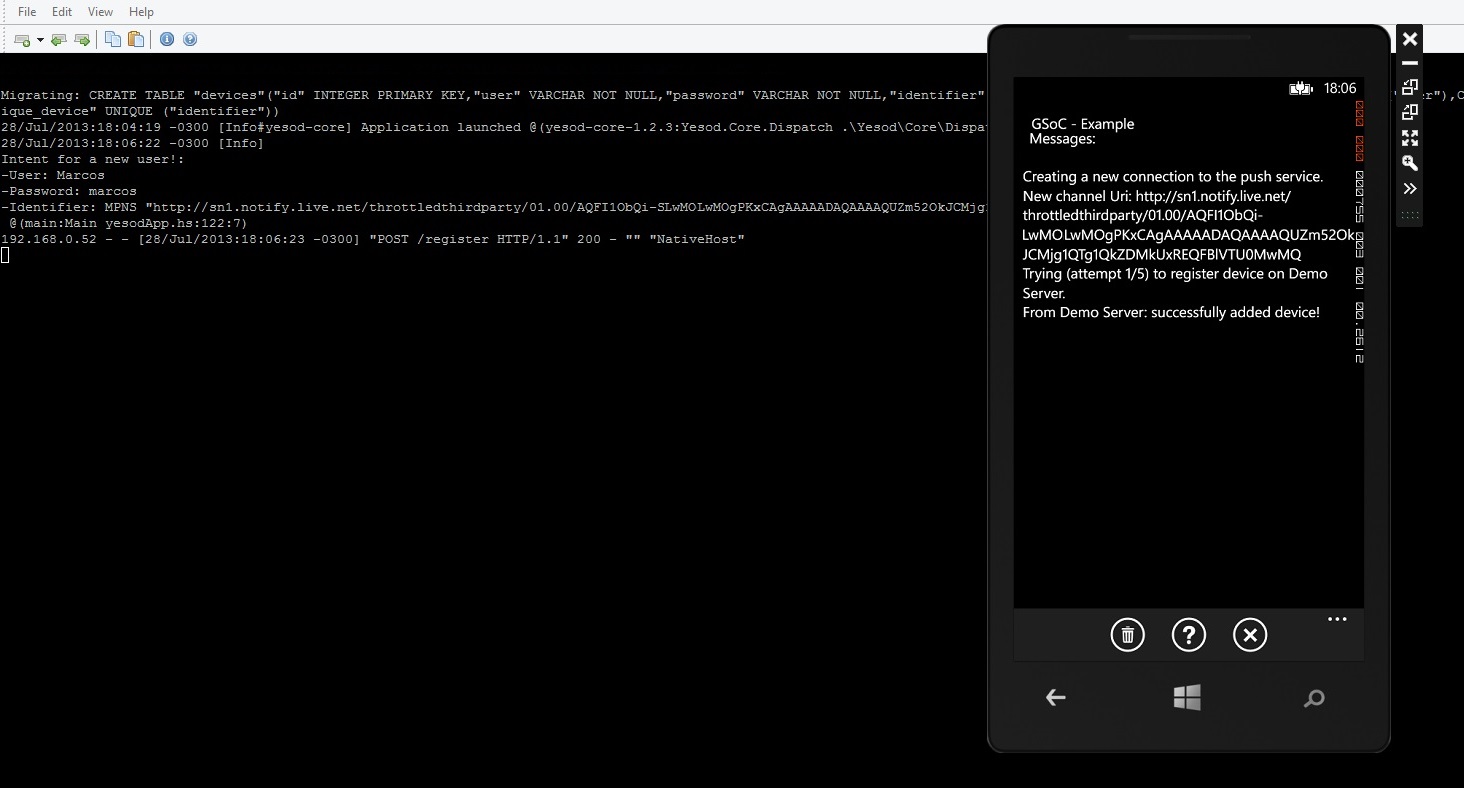 File Edit View Help
Migrating: CREATE TABLE "devices"("id" INTEGER PRIMARY KEY,"user" VARCHAR NOT NULL,"password" VARCHAR NOT NULL,"identifier"
ique_device" UNIQUE ("identifier"))
28/Jul/2013:18:04:19 -0300 [Info#yesod-core] Application launched @(yesod-core-1.2.3:Yesod.Core.Dispatch .\Yesod\Core\Dispat
28/Jul/2013:18:06:22 -0300 [Info]
Intent for a new user!:
-User: Marcos
-Password: marcos
-Identifier: MPNS "http://sn1.notify.live.net/throttledthirdparty/01.00/AQFI1ObQi-SLwMOLwMOgPKxCAgAAAAADAQAAAAQUZm52OkJCMjg
@(main:Main yesodApp.hs:122:7)
192.168.0.52 - - [28/Jul/2013:18:06:23 -0300] "POST /register HTTP/1.1" 200 - "" "NativeHost"
18:06
GSoC - Example
Messages:
Creating a new connection to the push service.
New channel Uri: http://sn1.notify.live.net/
throttledthirdparty/01.00/AQFI1ObQi-
LwMOLwMOgPKxCAgAAAAADAQAAAAQUZm52Ok
JCMjg1QTg1QkZDMkUxREQFBlVTU0MwMQ
Trying (attempt 1/5) to register device on Demo
Server.
From Demo Server: successfully added device!